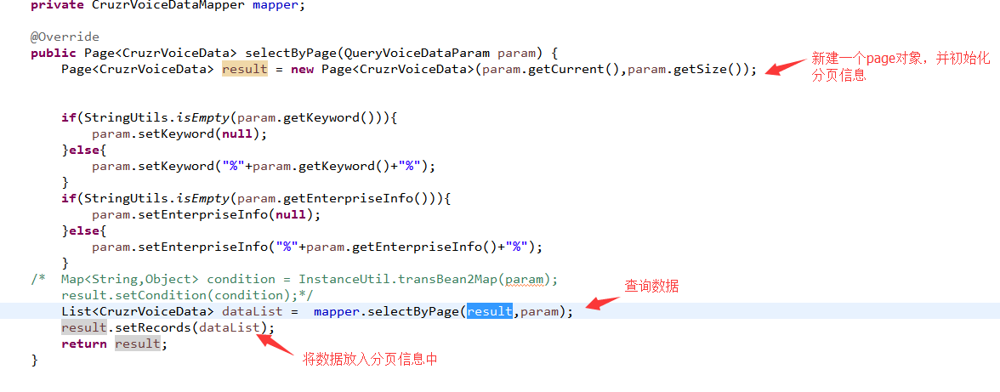 private CruzrVoiceDataMapper mapper;
@Override
public Page<CruzrVoiceData> selectByPage(QueryVoiceDataParam param) {
Page<CruzrVoiceData> result = new Page<CruzrVoiceData>(param.getCurrent(),param.getSize());
新建一个page对象，并初始化
分页信息
if(StringUtils.isEmpty(param.getKeyword())){
param.setKeyword(null);
}else{
param.setKeyword("%"+param.getKeyword()+"%");
}
if(StringUtils.isEmpty(param.getEnterpriseInfo())){
param.setEnterpriseInfo(null);
}else{
param.setEnterpriseInfo("%"+param.getEnterpriseInfo()+"%");
}
/* Map<String,Object> condition = InstanceUtil.transBean2Map(param);
result.setCondition(condition);*/
查询数据
List<CruzrVoiceData> dataList = mapper.selectByPage(result,param);
result.setRecords(dataList);
return result;
将数据放入分页信息中
}